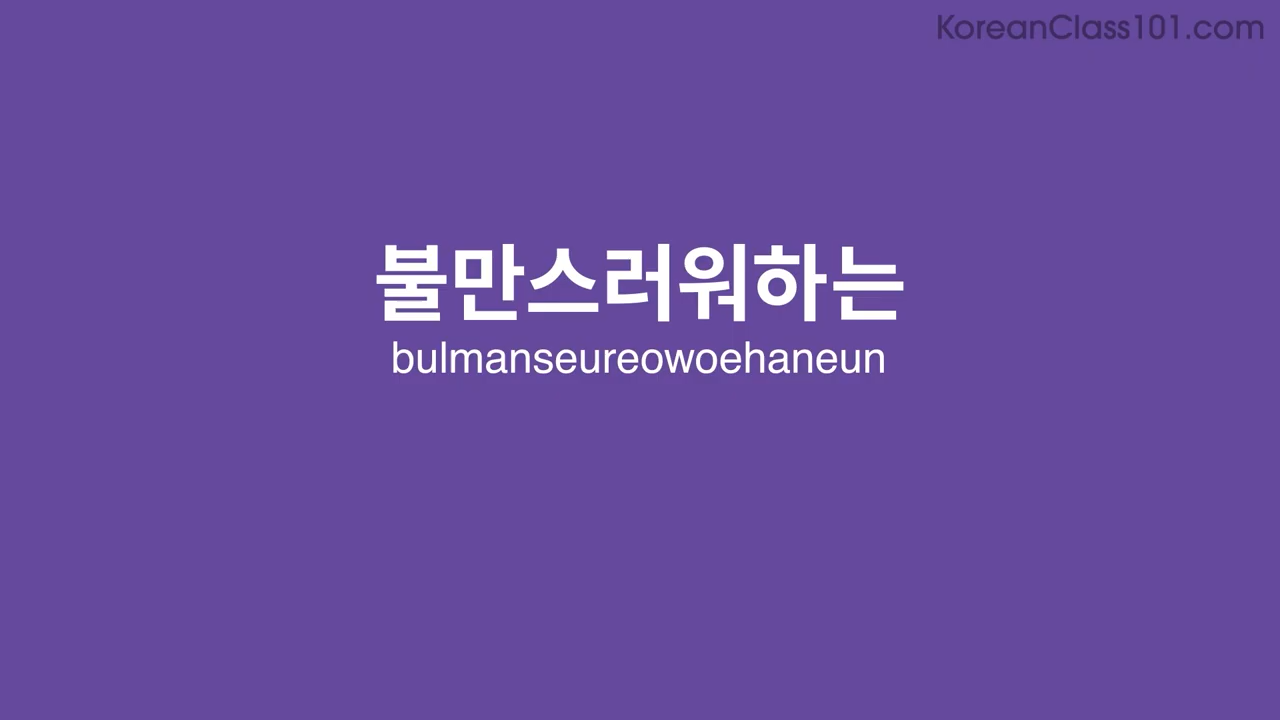 KoreanClass101.com
불만스러워하는
bulmanseureowoehaneun